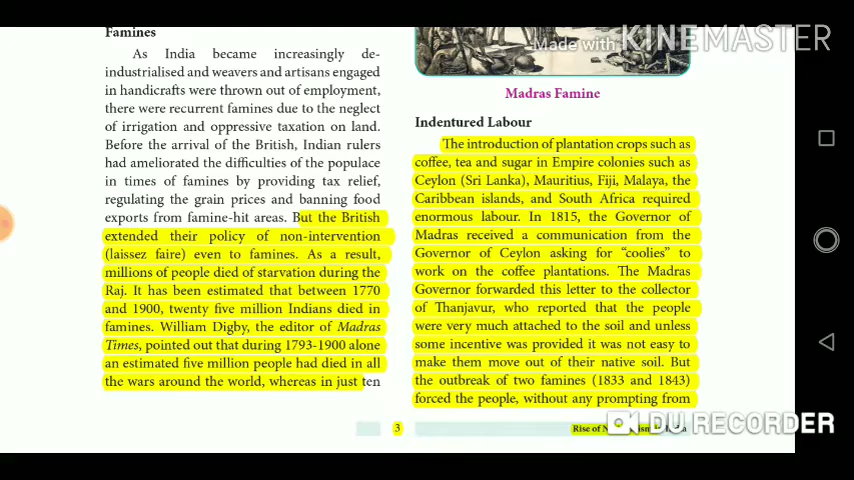 Famines
As India became increasingly de-
industrialised and weavers and artisans engaged
in handicrafts were thrown out of employment,
there were recurrent famines due to the neglect
of irrigation and oppressive taxation on land.
Before the arrival of the British, Indian rulers
had ameliorated the difficulties of the populace
in times of famines by providing tax relief,
regulating the grain prices and banning food
exports from famine-hit areas. But the British
extended their policy of non-intervention
(laissez faire) even to famines. As a result,
millions of people died of starvation during the
Raj. It has been estimated that between 1770
and 1900, twenty five million Indians died in
famines. William Digby, the editor of Madras
Times, pointed out that during 1793-1900 alone
an estimated five million people had died in all
the wars around the world, whereas in just ten
Made with KINEMASTER
Madras Famine
Indentured Labour
The introduction of plantation crops such as
coffee, tea and sugar in Empire colonies such as
Ceylon (Sri Lanka), Mauritius, Fiji, Malaya, the
Caribbean islands, and South Africa required
enormous labour. In 1815, the Governor of
Madras received a communication from the
Governor of Ceylon asking for “coolies” to
work on the coffee plantations. The Madras
Governor forwarded this letter to the collector
of Thanjavur, who reported that the people
were very much attached to the soil and unless
some incentive was provided it was not easy to
make them move out of their native soil. But
the outbreak of two famines (1833 and 1843)
forced the people, without any prompting from
3
Rise of
DU RECORDER